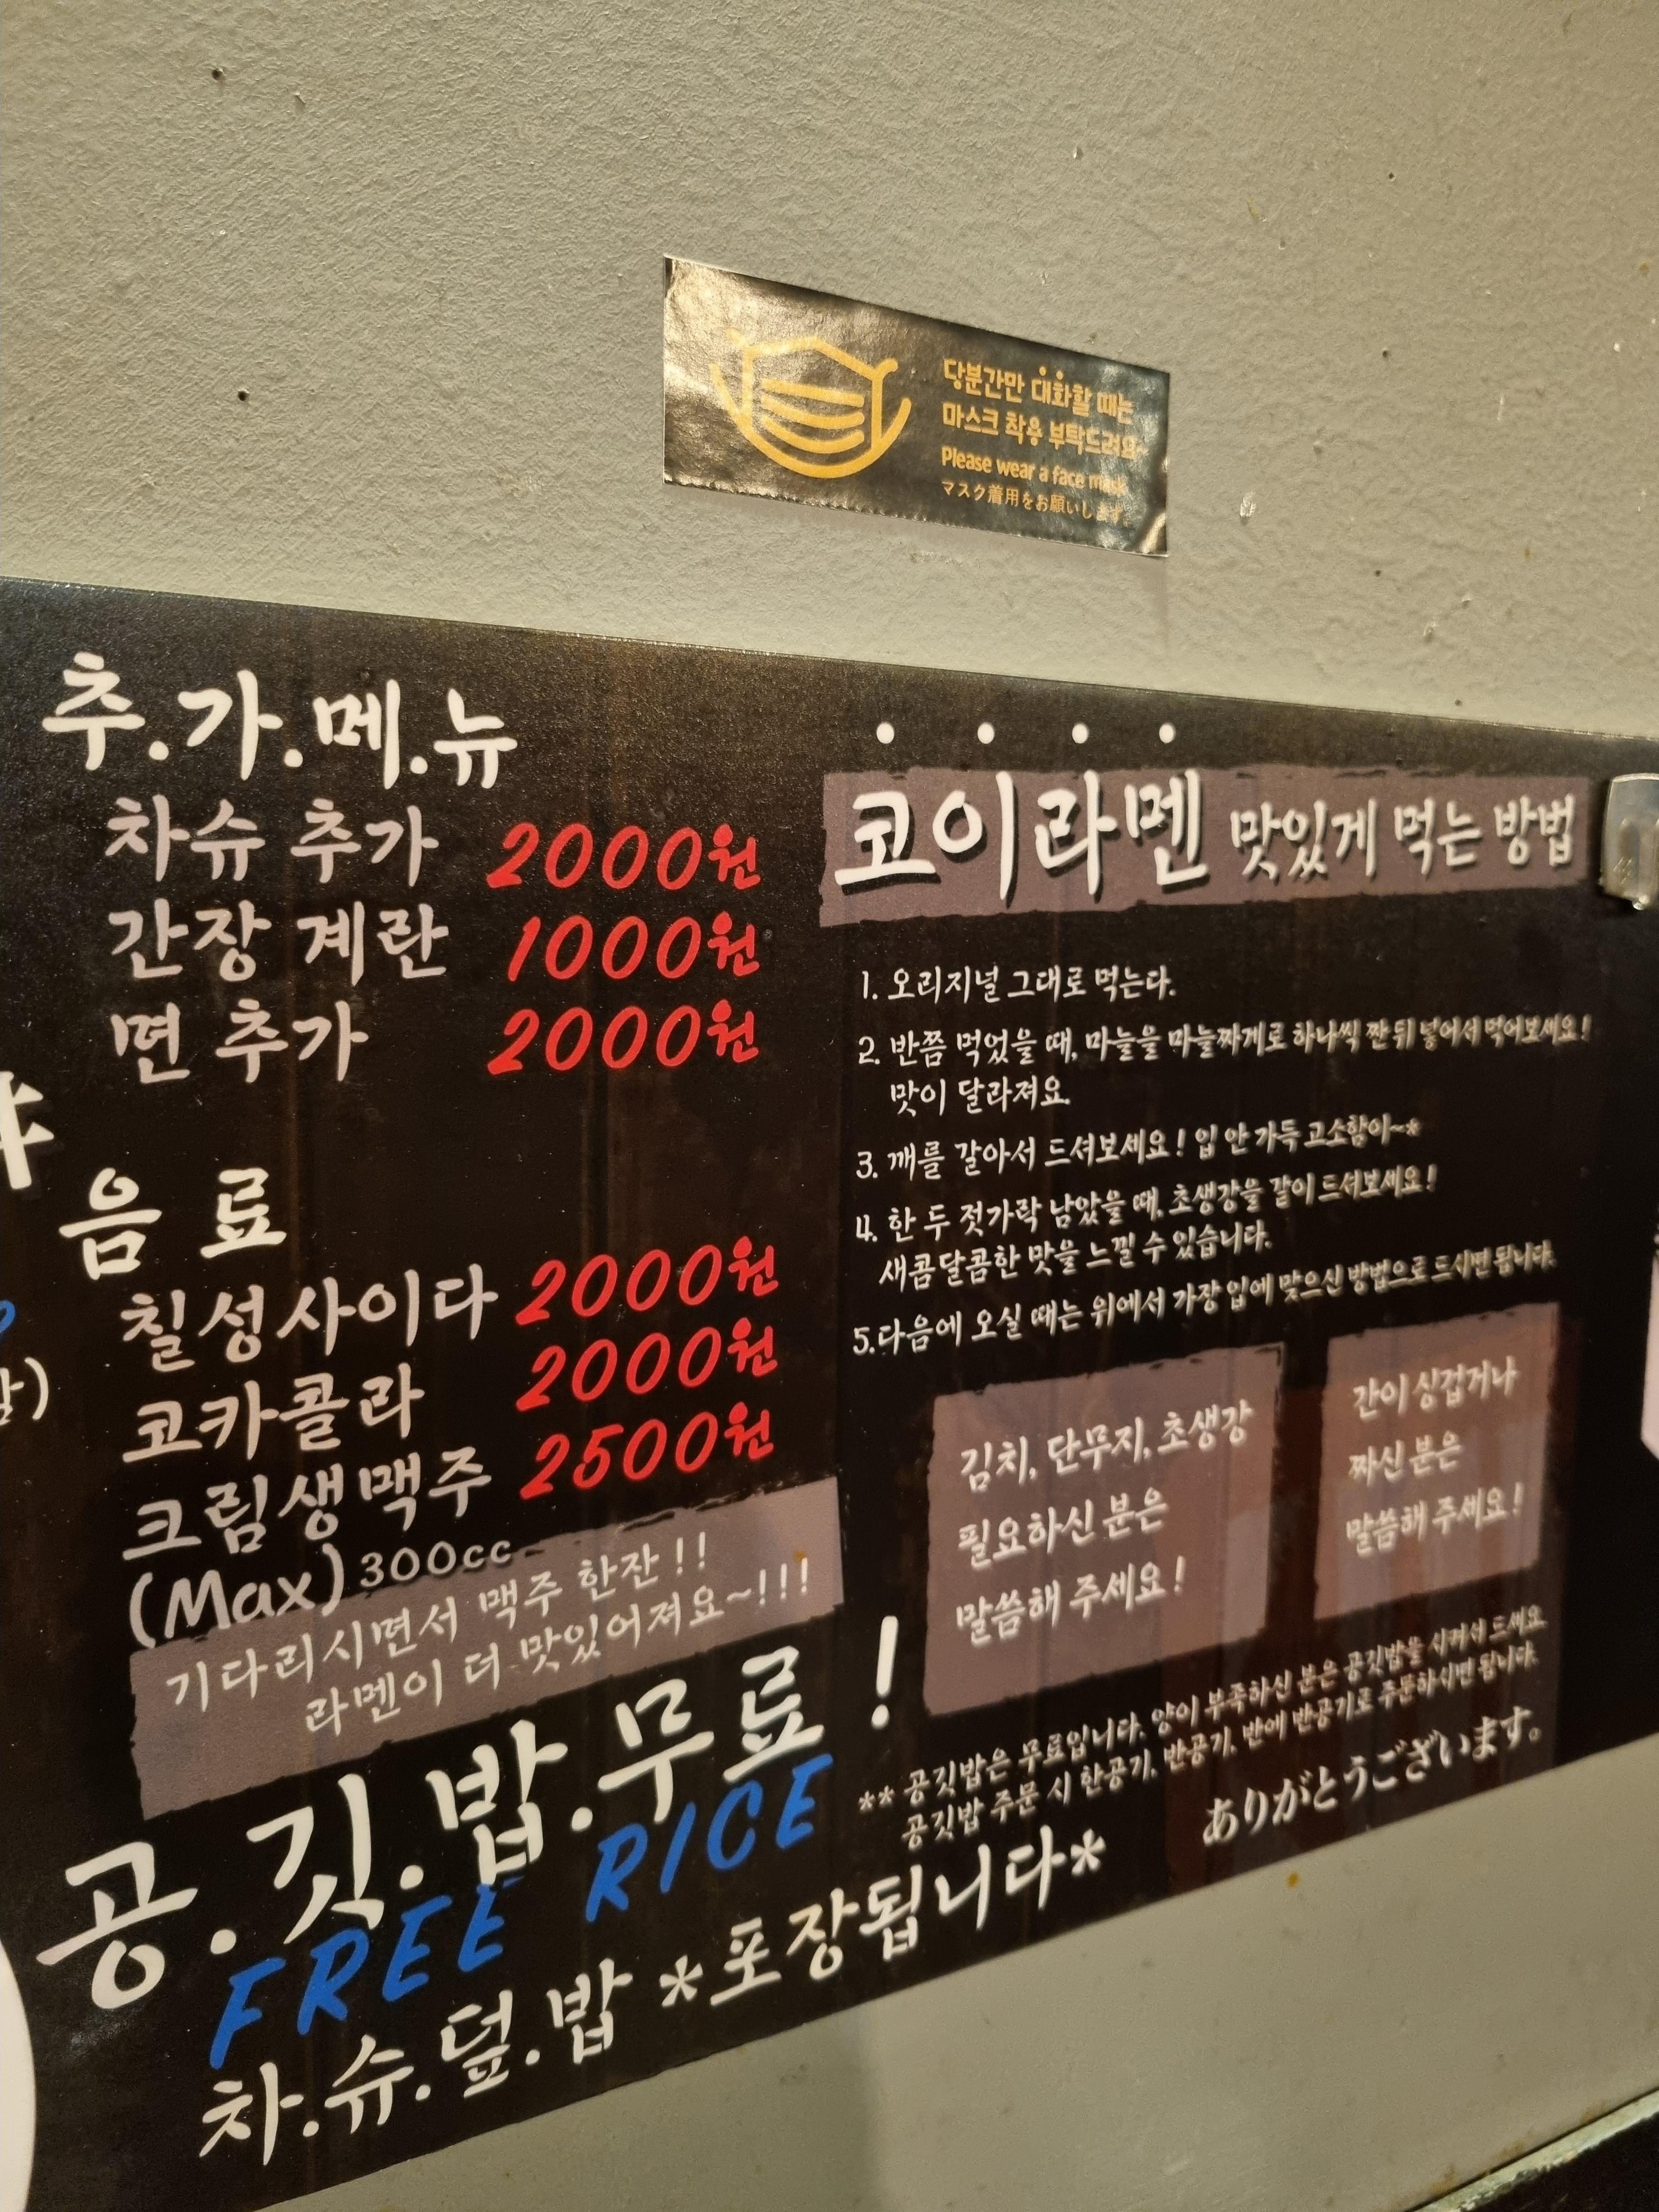 당분간만 대화할 때는
마스크 착용 부탁드려요~
Please wear a face mask
マスク着用をお願いします。
추.가.메.뉴
차슈 추가 2000원
간장 계란 1000원
면 추가 2000원
음료
칠성사이다 2000원
코카콜라 2000원
크림생맥주 2500원
(Max) 300cc
기다리시면서 맥주 한잔!!
라멘이 더 맛있어져요~!!!
공.깃.밥.무료!
FREE RICE
차.슈.덮.밥 *포장됩니다*
코이라멘 맛있게 먹는 방법
1. 오리지널 그대로 먹는다.
2. 반쯤 먹었을 때, 마늘을 마늘짜게로 하나씩 짠 뒤 넣어서 먹어보세요!
맛이 달라져요.
3. 깨를 갈아서 드셔보세요! 입 안 가득 고소함이~*
4. 한 두 젓가락 남았을 때, 초생강을 같이 드셔보세요!
새콤달콤한 맛을 느낄 수 있습니다.
5. 다음에 오실 때는 위에서 가장 입에 맞으신 방법으로 드시면 됩니다.
김치, 단무지, 초생강
필요하신 분은
말씀해 주세요!
간이 싱겁거나
짜신 분은
말씀해 주세요!
** 공깃밥은 무료입니다. 양이 부족하신 분은 공깃밥을 시켜서 드세요
공깃밥 주문 시 한공기, 반공기, 반에 반공기로 주문하시면 됩니다.
ありがとうございます。